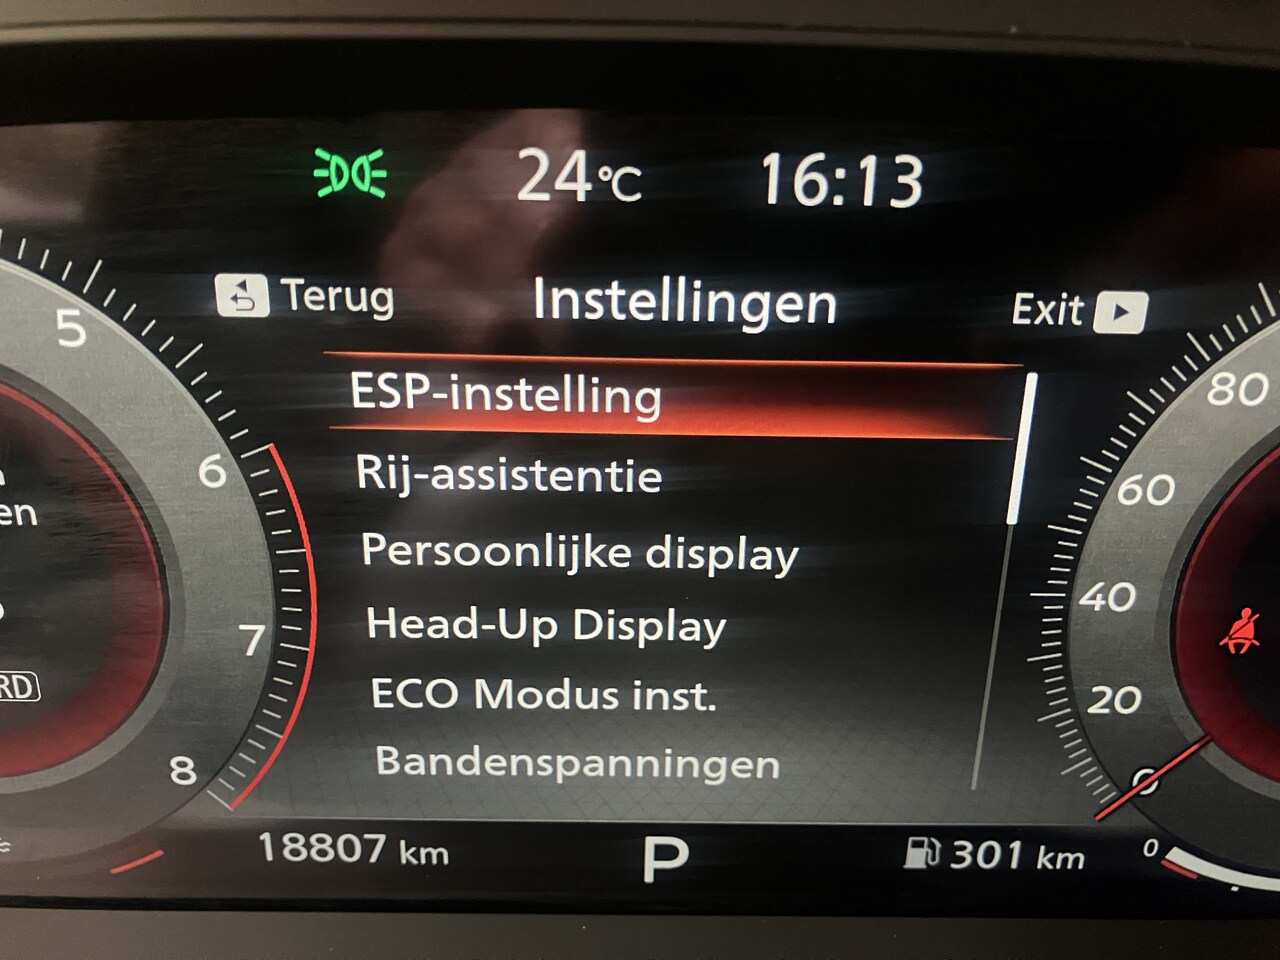 24°C 16:13
Terug Instellingen Exit
ESP-instelling
Rij-assistentie
Persoonlijke display
Head-Up Display
ECO Modus inst.
Bandenspanningen
18807 km P 301 km
5
6
7
8
80
60
40
20
0
0